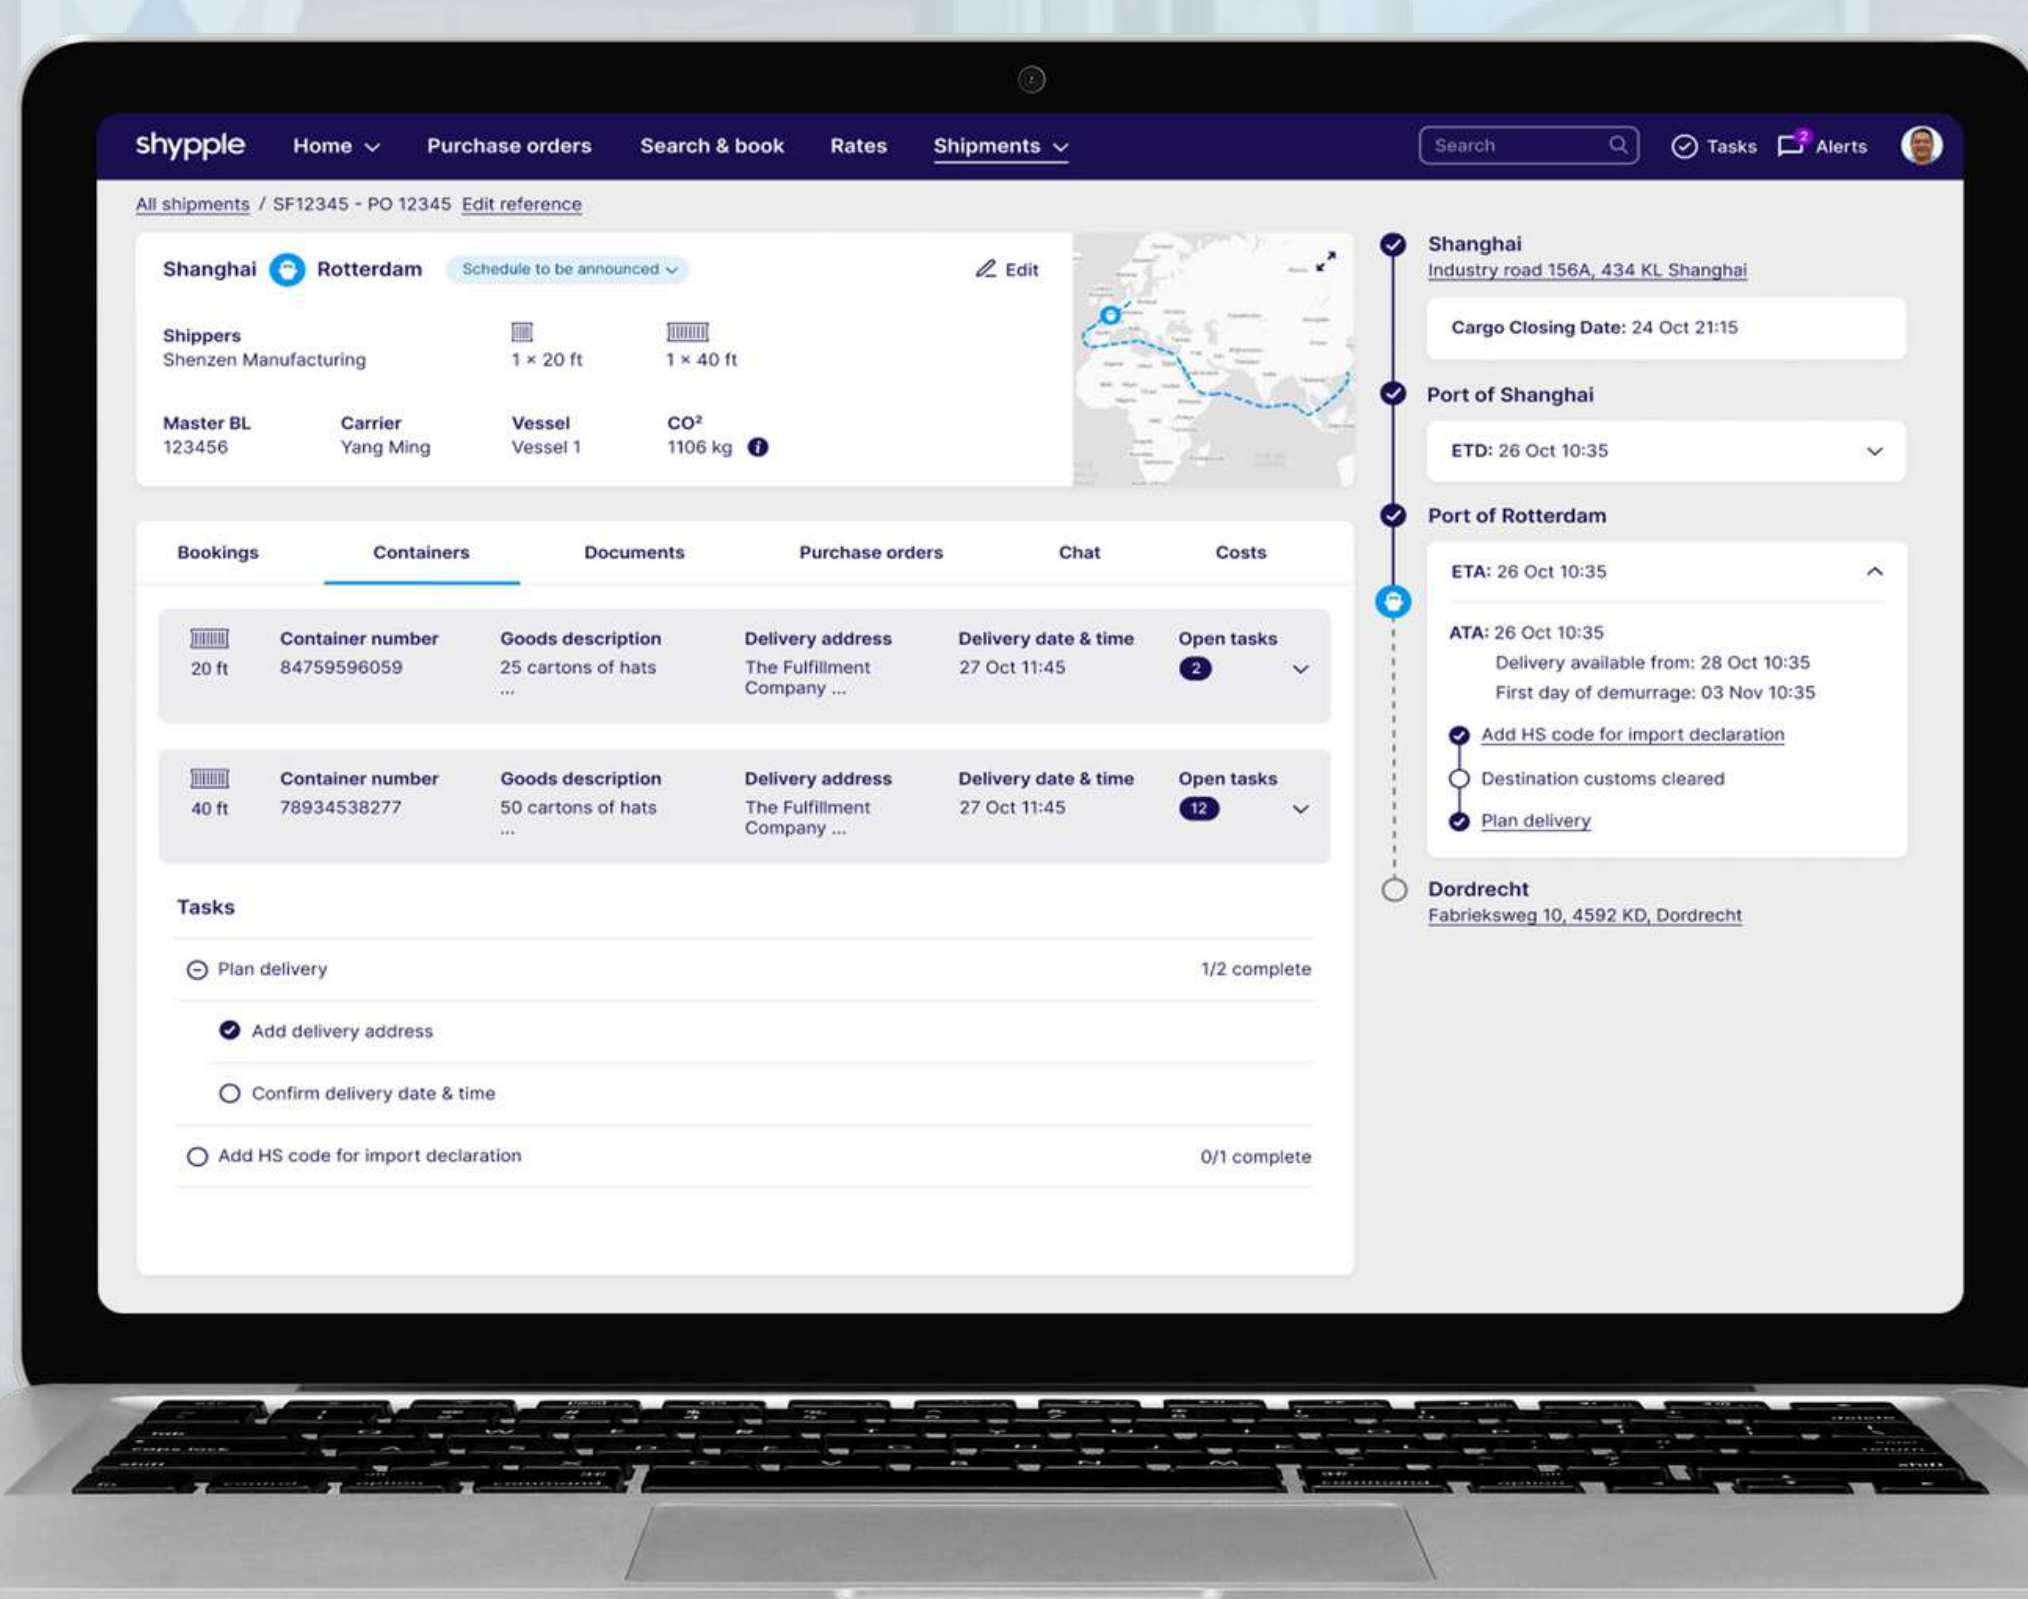 shypple Home Purchase orders Search & book Rates Shipments Search Tasks 2 Alerts
All shipments / SF12345 - PO 12345 Edit reference
Shanghai Rotterdam Schedule to be announced Edit
Shippers
Shenzen Manufacturing
1 × 20 ft
1 × 40 ft
Master BL
123456
Carrier
Yang Ming
Vessel
Vessel 1
CO²
1106 kg
Bookings Containers Documents Purchase orders Chat Costs
20 ft
Container number
84759596059
Goods description
25 cartons of hats
...
Delivery address
The Fulfillment
Company ...
Delivery date & time
27 Oct 11:45
Open tasks
2
40 ft
Container number
78934538277
Goods description
50 cartons of hats
...
Delivery address
The Fulfillment
Company ...
Delivery date & time
27 Oct 11:45
Open tasks
12
Tasks
Plan delivery 1/2 complete
Add delivery address
Confirm delivery date & time
Add HS code for import declaration 0/1 complete
Shanghai
Industry road 156A, 434 KL Shanghai
Cargo Closing Date: 24 Oct 21:15
Port of Shanghai
ETD: 26 Oct 10:35
Port of Rotterdam
ETA: 26 Oct 10:35
ATA: 26 Oct 10:35
Delivery available from: 28 Oct 10:35
First day of demurrage: 03 Nov 10:35
Add HS code for import declaration
Destination customs cleared
Plan delivery
Dordrecht
Fabrieksweg 10, 4592 KD, Dordrecht